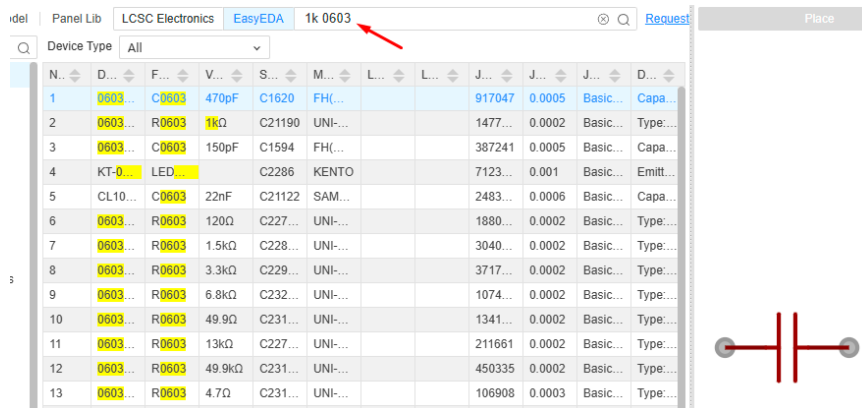 odel Panel Lib LCSC Electronics EasyEDA 1k 0603 Request Place
Device Type All
N.. D... F... V... S... M... L... L... J... J... J... D...
1 0603... C0603 470pF C1620 FH(... 917047 0.0005 Basic... Capa...
2 0603... R0603 1kΩ C21190 UNI-... 1477... 0.0002 Basic... Type:...
3 0603... C0603 150pF C1594 FH(... 387241 0.0005 Basic... Capa...
4 KT-0... LED... C2286 KENTO 7123... 0.001 Basic... Emitt...
5 CL10... C0603 22nF C21122 SAM... 2483... 0.0006 Basic... Capa...
6 0603... R0603 120Ω C227... UNI-... 1880... 0.0002 Basic... Type:...
7 0603... R0603 1.5kΩ C228... UNI-... 3040... 0.0002 Basic... Type:...
8 0603... R0603 3.3kΩ C229... UNI-... 3717... 0.0002 Basic... Type:...
9 0603... R0603 6.8kΩ C232... UNI-... 1074... 0.0002 Basic... Type:...
10 0603... R0603 49.9Ω C231... UNI-... 1341... 0.0002 Basic... Type:...
11 0603... R0603 13kΩ C227... UNI-... 211661 0.0002 Basic... Type:...
12 0603... R0603 49.9kΩ C231... UNI-... 450335 0.0002 Basic... Type:...
13 0603... R0603 4.7Ω C231... UNI-... 106908 0.0003 Basic... Type:...